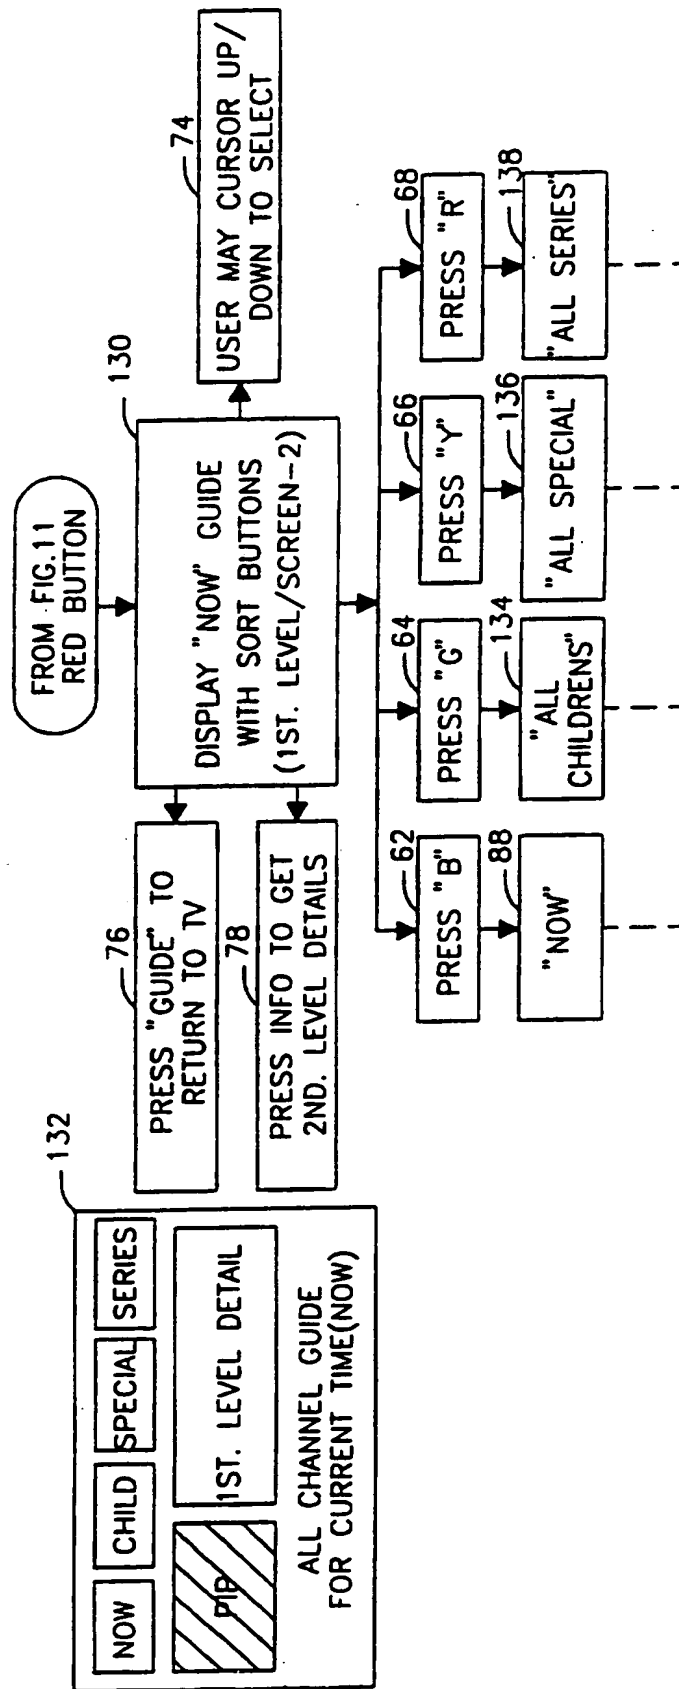 FROM FIG.11
RED BUTTON
130
DISPLAY "NOW" GUIDE
WITH SORT BUTTONS
(1ST. LEVEL/SCREEN-2)
74
USER MAY CURSOR UP/
DOWN TO SELECT
76
PRESS "GUIDE" TO
RETURN TO TV
78
PRESS INFO TO GET
2ND. LEVEL DETAILS
132
NOW
CHILD
SPECIAL
SERIES
PIP
1ST. LEVEL DETAIL
ALL CHANNEL GUIDE
FOR CURRENT TIME(NOW)
62
PRESS "B"
64
PRESS "G"
66
PRESS "Y"
68
PRESS "R"
88
"NOW"
134
"ALL
CHILDRENS"
136
"ALL SPECIAL"
138
"ALL SERIES"